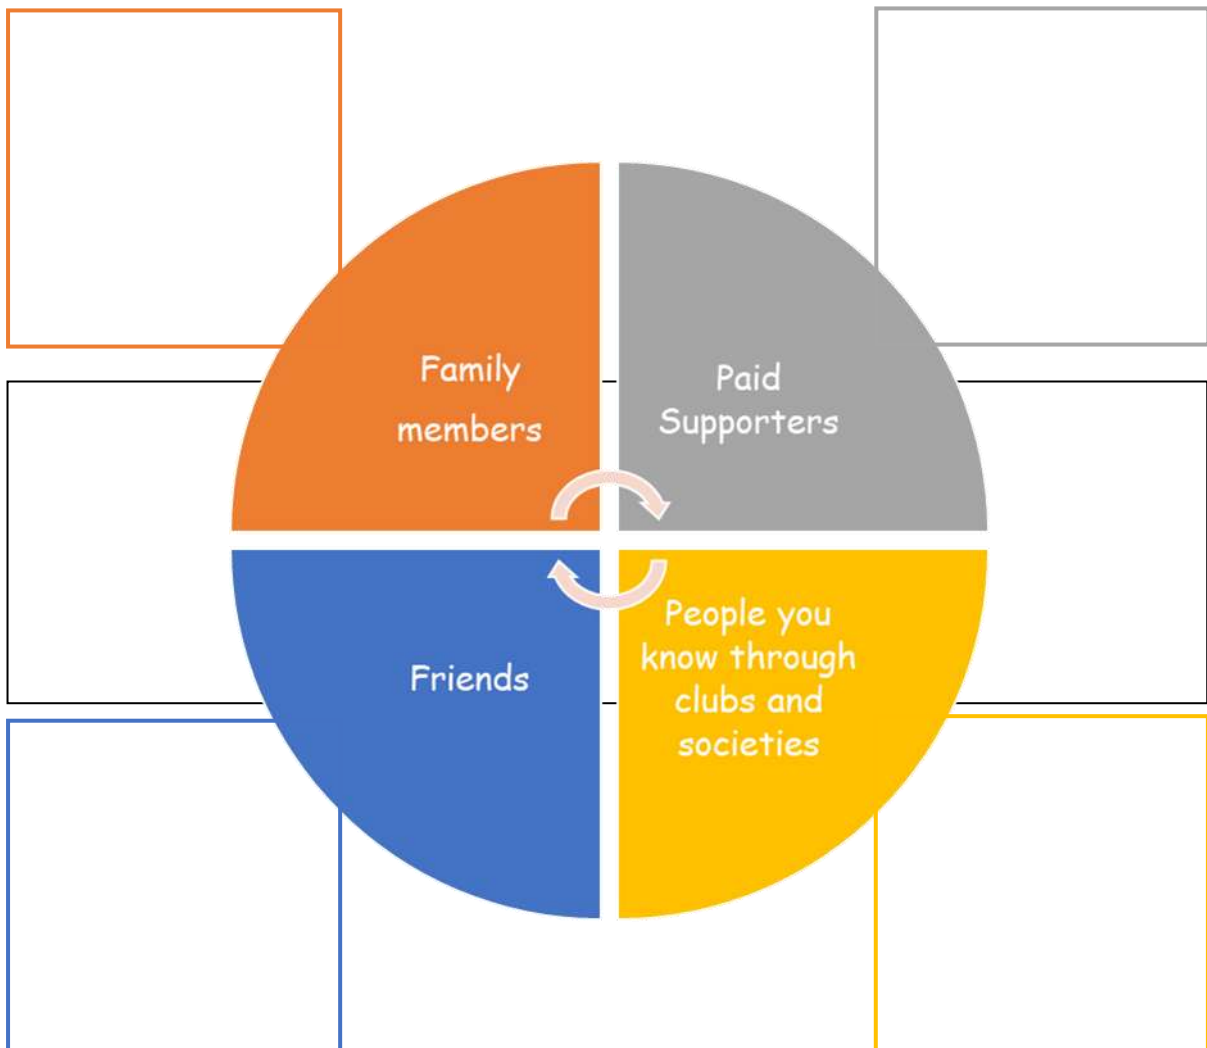 Family
members
Paid
Supporters
Friends
People you
know through
clubs and
societies